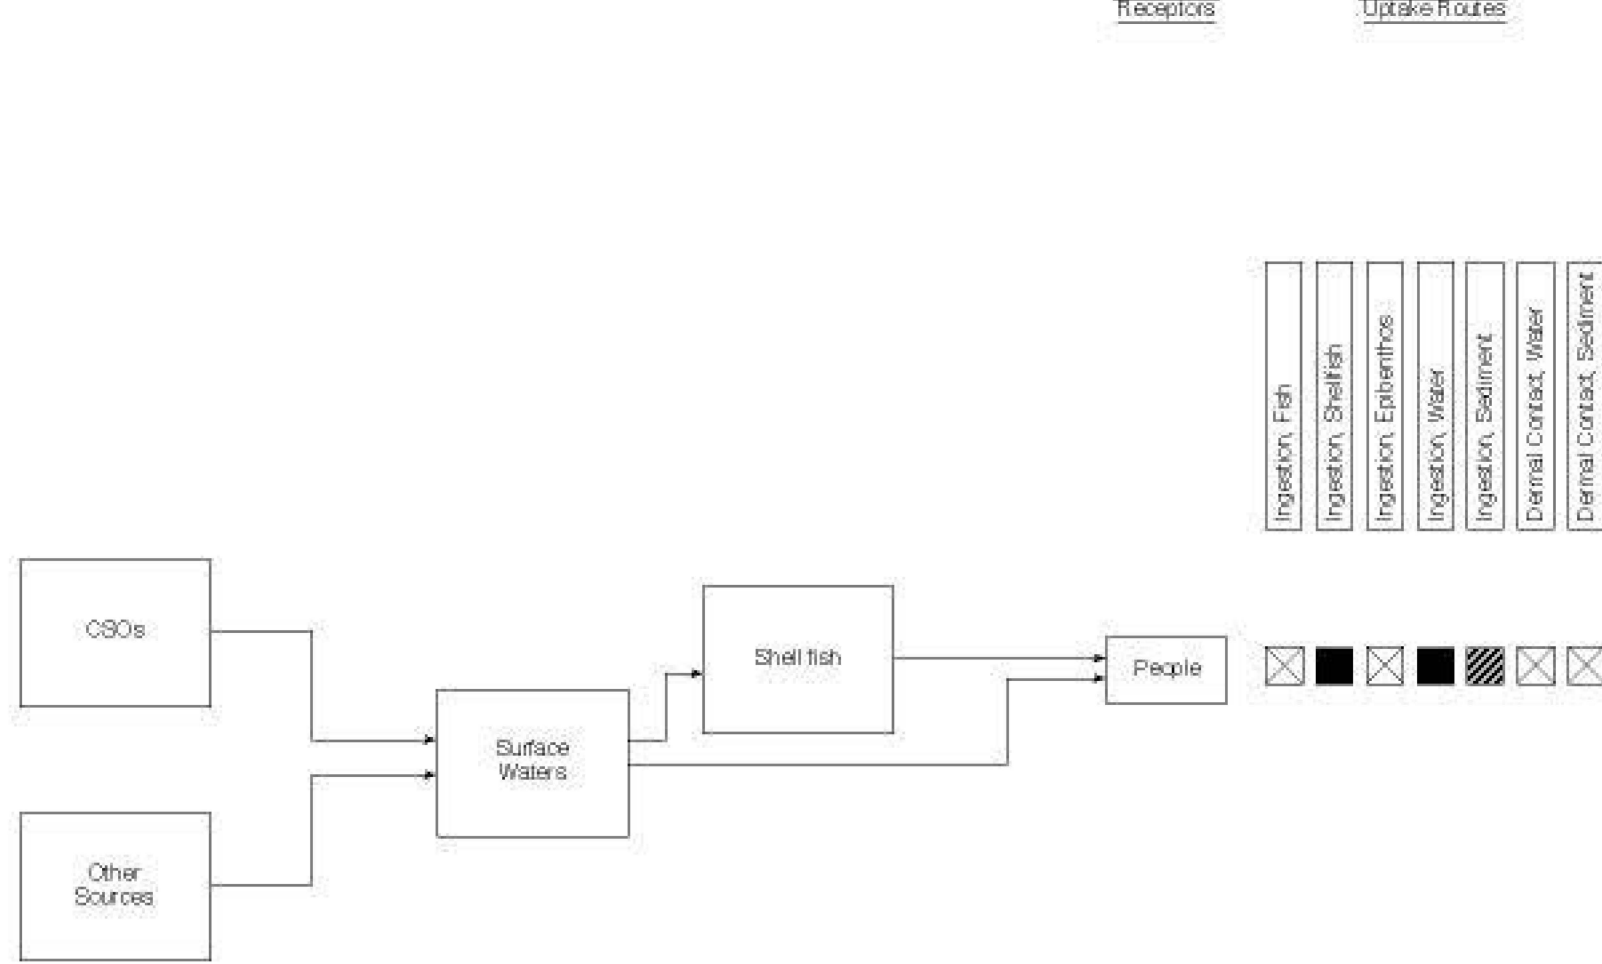 Receptors
Uptake Routes
Ingestion, Fish
Ingestion, Shellfish
Ingestion, Epibenthos
Ingestion, Water
Ingestion, Sediment
Dermal Contact, Water
Dermal Contact, Sediment
CSOs
Shell fish
People
Surface
Waters
Other
Sources